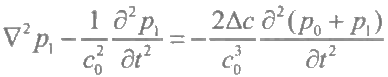 ∇²p₁ − (1/c₀²) ∂²p₁/∂t² = −(2Δc/c₀³) ∂²(p₀ + p₁)/∂t²